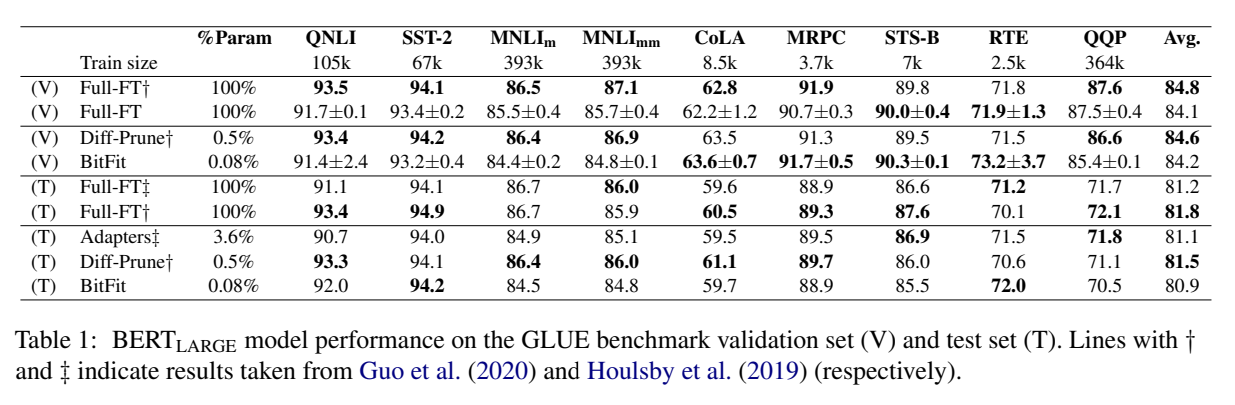 %Param QNLI SST-2 MNLIm MNLImm CoLA MRPC STS-B RTE QQP Avg.
Train size 105k 67k 393k 393k 8.5k 3.7k 7k 2.5k 364k
(V) Full-FT† 100% 93.5 94.1 86.5 87.1 62.8 91.9 89.8 71.8 87.6 84.8
(V) Full-FT 100% 91.7±0.1 93.4±0.2 85.5±0.4 85.7±0.4 62.2±1.2 90.7±0.3 90.0±0.4 71.9±1.3 87.5±0.4 84.1
(V) Diff-Prune† 0.5% 93.4 94.2 86.4 86.9 63.5 91.3 89.5 71.5 86.6 84.6
(V) BitFit 0.08% 91.4±2.4 93.2±0.4 84.4±0.2 84.8±0.1 63.6±0.7 91.7±0.5 90.3±0.1 73.2±3.7 85.4±0.1 84.2
(T) Full-FT‡ 100% 91.1 94.1 86.7 86.0 59.6 88.9 86.6 71.2 71.7 81.2
(T) Full-FT† 100% 93.4 94.9 86.7 85.9 60.5 89.3 87.6 70.1 72.1 81.8
(T) Adapters‡ 3.6% 90.7 94.0 84.9 85.1 59.5 89.5 86.9 71.5 71.8 81.1
(T) Diff-Prune† 0.5% 93.3 94.1 86.4 86.0 61.1 89.7 86.0 70.6 71.1 81.5
(T) BitFit 0.08% 92.0 94.2 84.5 84.8 59.7 88.9 85.5 72.0 70.5 80.9
Table 1: BERTLARGE model performance on the GLUE benchmark validation set (V) and test set (T). Lines with †
and ‡ indicate results taken from Guo et al. (2020) and Houlsby et al. (2019) (respectively).